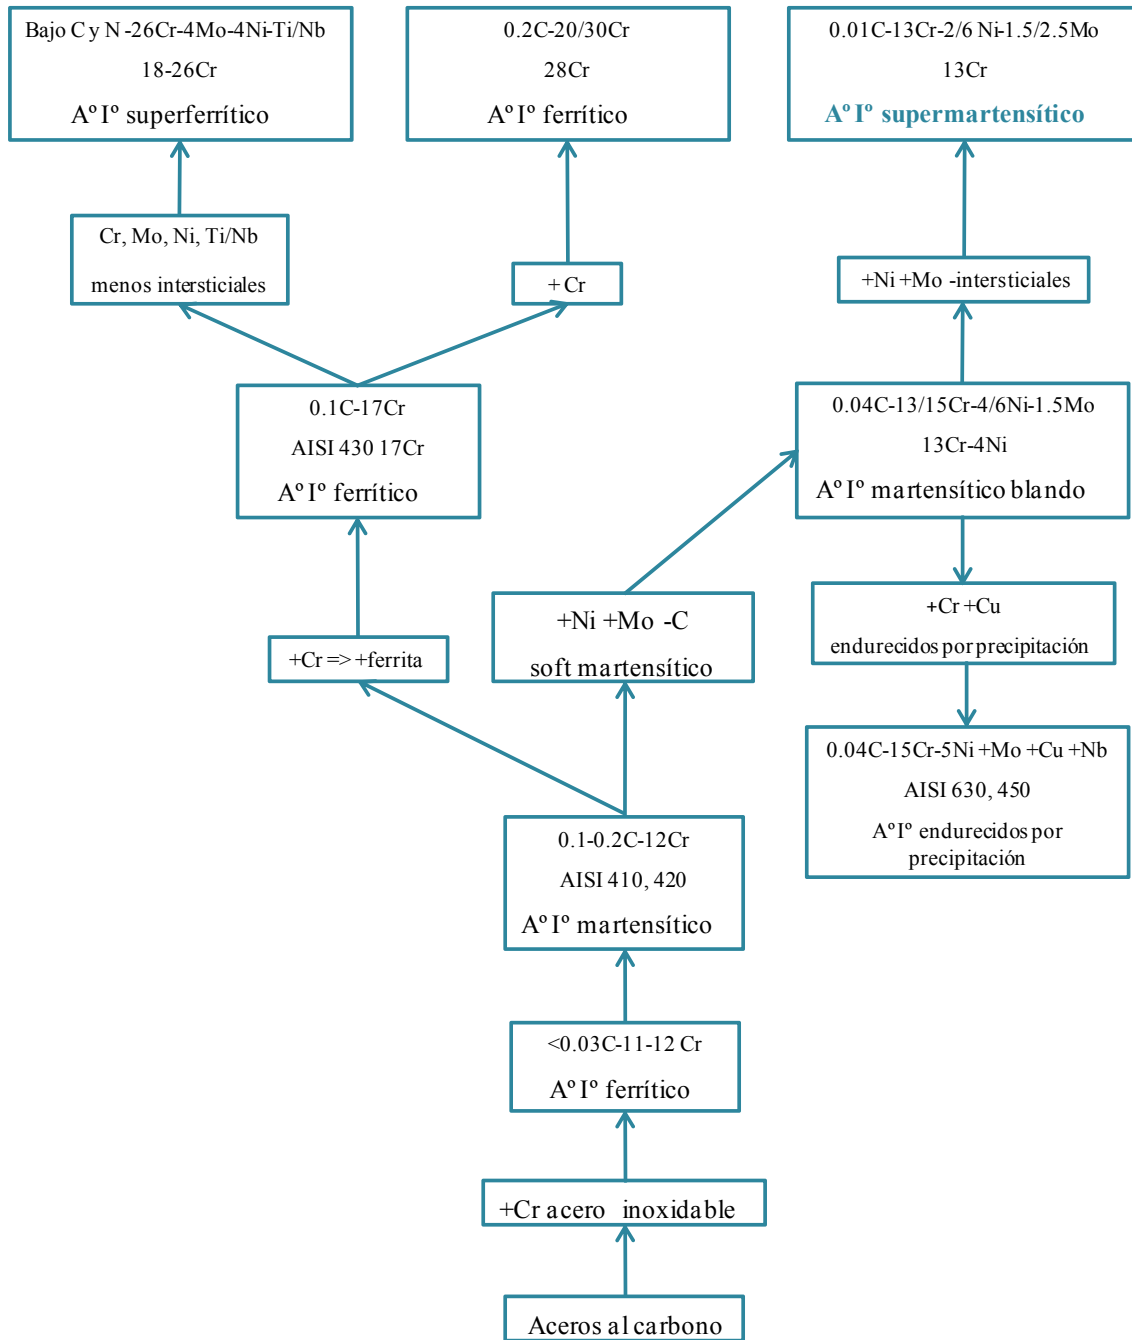 Bajo C y N -26Cr-4Mo-4Ni-Ti/Nb
18-26Cr
Aº Iº superferrítico
0.2C-20/30Cr
28Cr
Aº Iº ferrítico
0.01C-13Cr-2/6 Ni-1.5/2.5Mo
13Cr
Aº Iº supermartensítico
Cr, Mo, Ni, Ti/Nb
menos intersticiales
+ Cr
+Ni +Mo -intersticiales
0.1C-17Cr
AISI 430 17Cr
Aº Iº ferrítico
0.04C-13/15Cr-4/6Ni-1.5Mo
13Cr-4Ni
Aº Iº martensítico blando
+Cr => +ferrita
+Ni +Mo -C
soft martensítico
+Cr +Cu
endurecidos por precipitación
0.04C-15Cr-5Ni +Mo +Cu +Nb
AISI 630, 450
Aº Iº endurecidos por
precipitación
0.1-0.2C-12Cr
AISI 410, 420
Aº Iº martensítico
<0.03C-11-12 Cr
Aº Iº ferrítico
+Cr acero inoxidable
Aceros al carbono